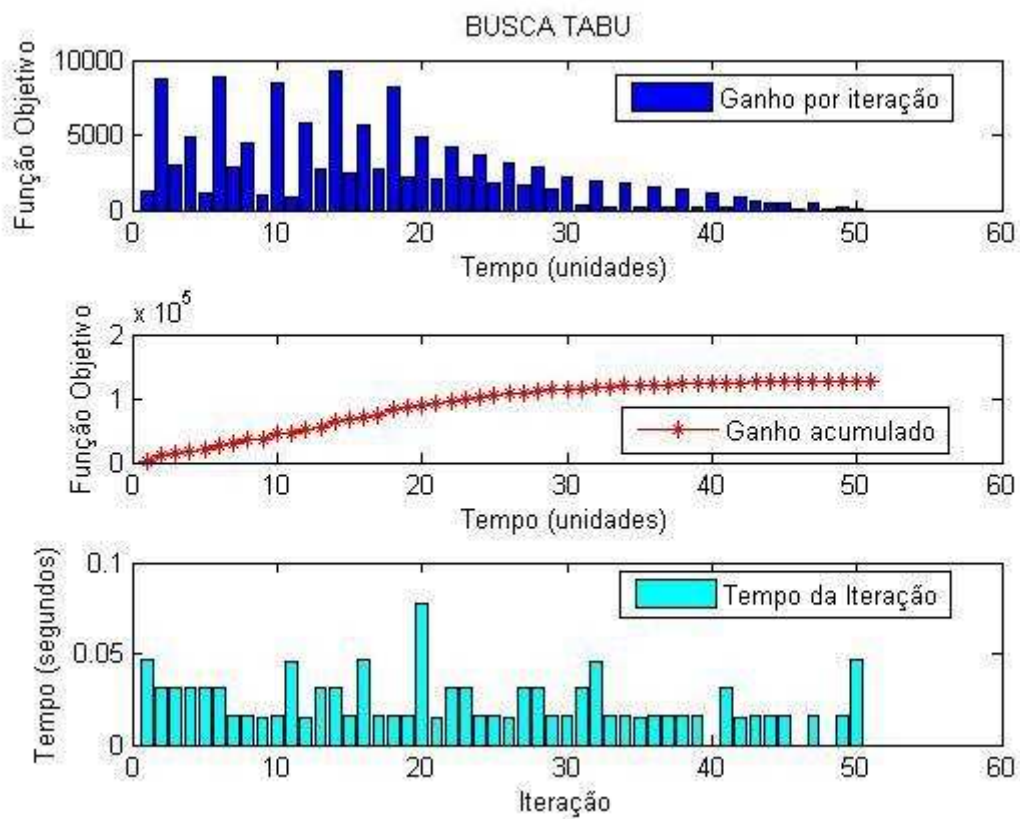 BUSCA TABU
Função Objetivo
10000
5000
0
Ganho por iteração
0 10 20 30 40 50 60
Tempo (unidades)
x 10^5
Função Objetivo
2
1
0
Ganho acumulado
0 10 20 30 40 50 60
Tempo (unidades)
Tempo (segundos)
0.1
0.05
0
Tempo da Iteração
0 10 20 30 40 50 60
Iteração